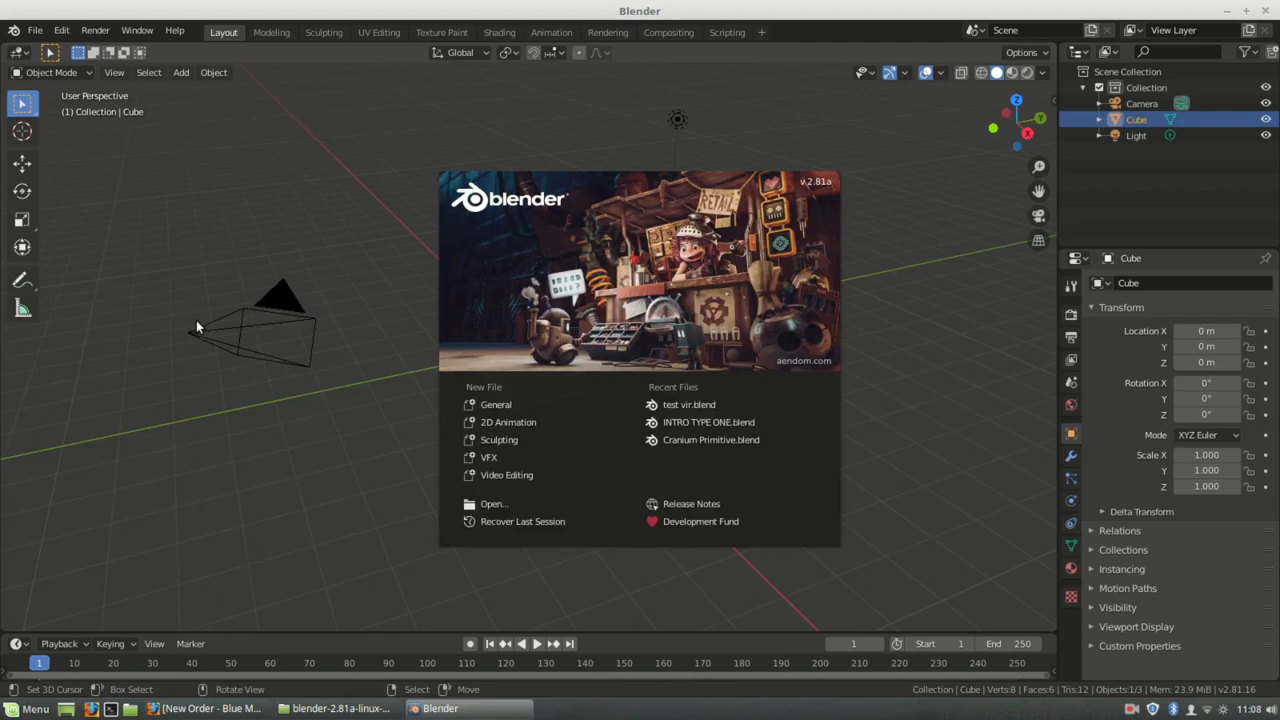 Blender
File Edit Render Window Help Layout Modeling Sculpting UV Editing Texture Paint Shading Animation Rendering Compositing Scripting + Scene View Layer
Global Options
Object Mode View Select Add Object
User Perspective
(1) Collection | Cube
Z
Y
X
Scene Collection
Collection
Camera
Cube
Light
blender
v 2.81a
RETAIL
aendom.com
New File
General
2D Animation
Sculpting
VFX
Video Editing
Open...
Recover Last Session
Recent Files
test vir.blend
INTRO TYPE ONE.blend
Cranium Primitive.blend
Release Notes
Development Fund
Cube
Cube
Transform
Location X 0 m
Y 0 m
Z 0 m
Rotation X 0°
Y 0°
Z 0°
Mode XYZ Euler
Scale X 1.000
Y 1.000
Z 1.000
Delta Transform
Relations
Collections
Instancing
Motion Paths
Visibility
Viewport Display
Custom Properties
Playback Keying View Marker 1 Start 1 End 250
1 10 20 30 40 50 60 70 80 90 100 110 120 130 140 150 160 170 180 190 200 210 220 230 240 250
Set 3D Cursor Box Select Rotate View Select Move Collection | Cube | Verts:8 | Faces:6 | Tris:12 | Objects:1/3 | Mem: 23.9 MiB | v2.81.16
Menu [New Order - Blue M... blender-2.81a-linux-... Blender 11:08